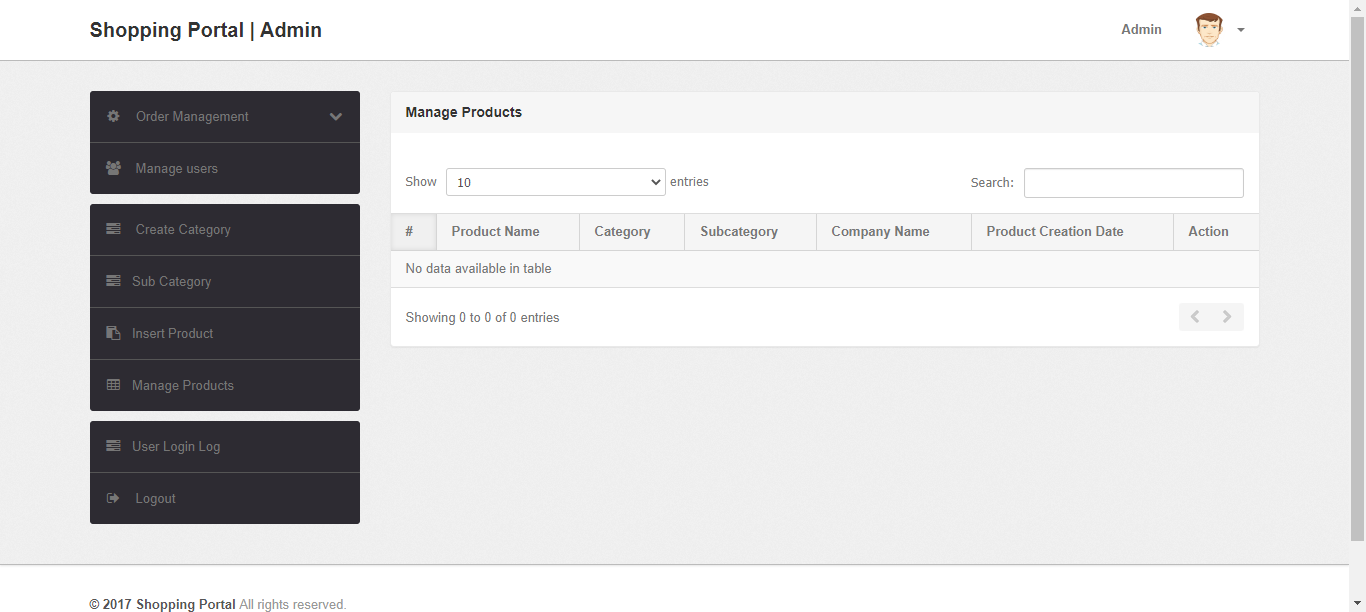 Shopping Portal | Admin
Admin
Order Management
Manage users
Create Category
Sub Category
Insert Product
Manage Products
User Login Log
Logout
Manage Products
Show 10 entries
Search:
# Product Name Category Subcategory Company Name Product Creation Date Action
No data available in table
Showing 0 to 0 of 0 entries
© 2017 Shopping Portal All rights reserved.